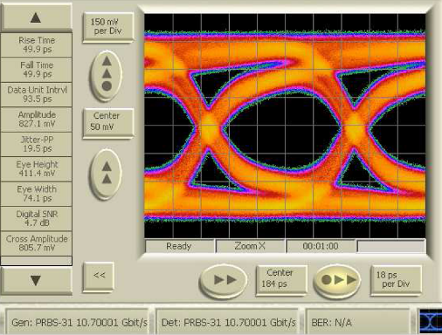 Rise Time
49.9 ps
Fall Time
49.9 ps
Data Unit Intrvl
93.5 ps
Amplitude
827.1 mV
Jitter-PP
19.5 ps
Eye Height
411.4 mV
Eye Width
74.1 ps
Digital SNR
4.7 dB
Cross Amplitude
805.7 mV
150 mV
per Div
Center
50 mV
<<
Ready
Zoom X
00:01:00
Center
184 ps
18 ps
per Div
Gen: PRBS-31 10.70001 Gbit/s
Det: PRBS-31 10.70001 Gbit/s
BER: N/A